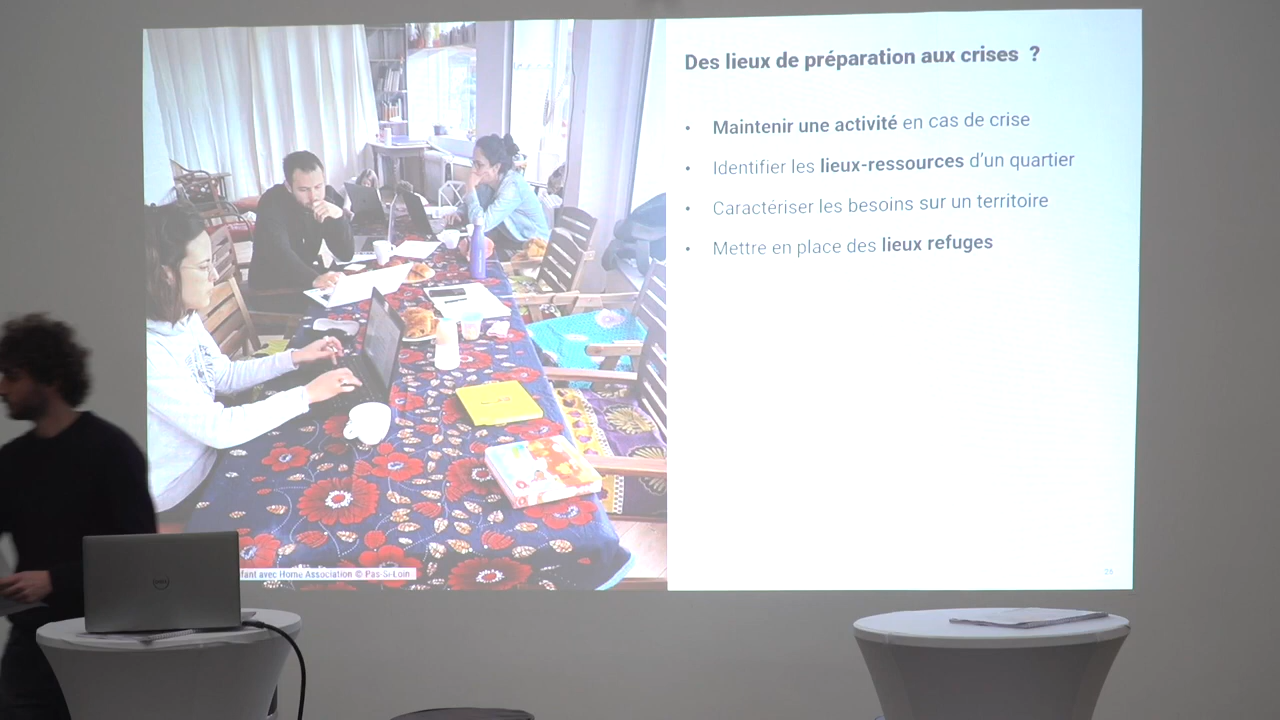 Des lieux de préparation aux crises ?
• Maintenir une activité en cas de crise
• Identifier les lieux-ressources d'un quartier
• Caractériser les besoins sur un territoire
• Mettre en place des lieux refuges
fant avec Home Association © Pas-Si-Loin
26
DELL